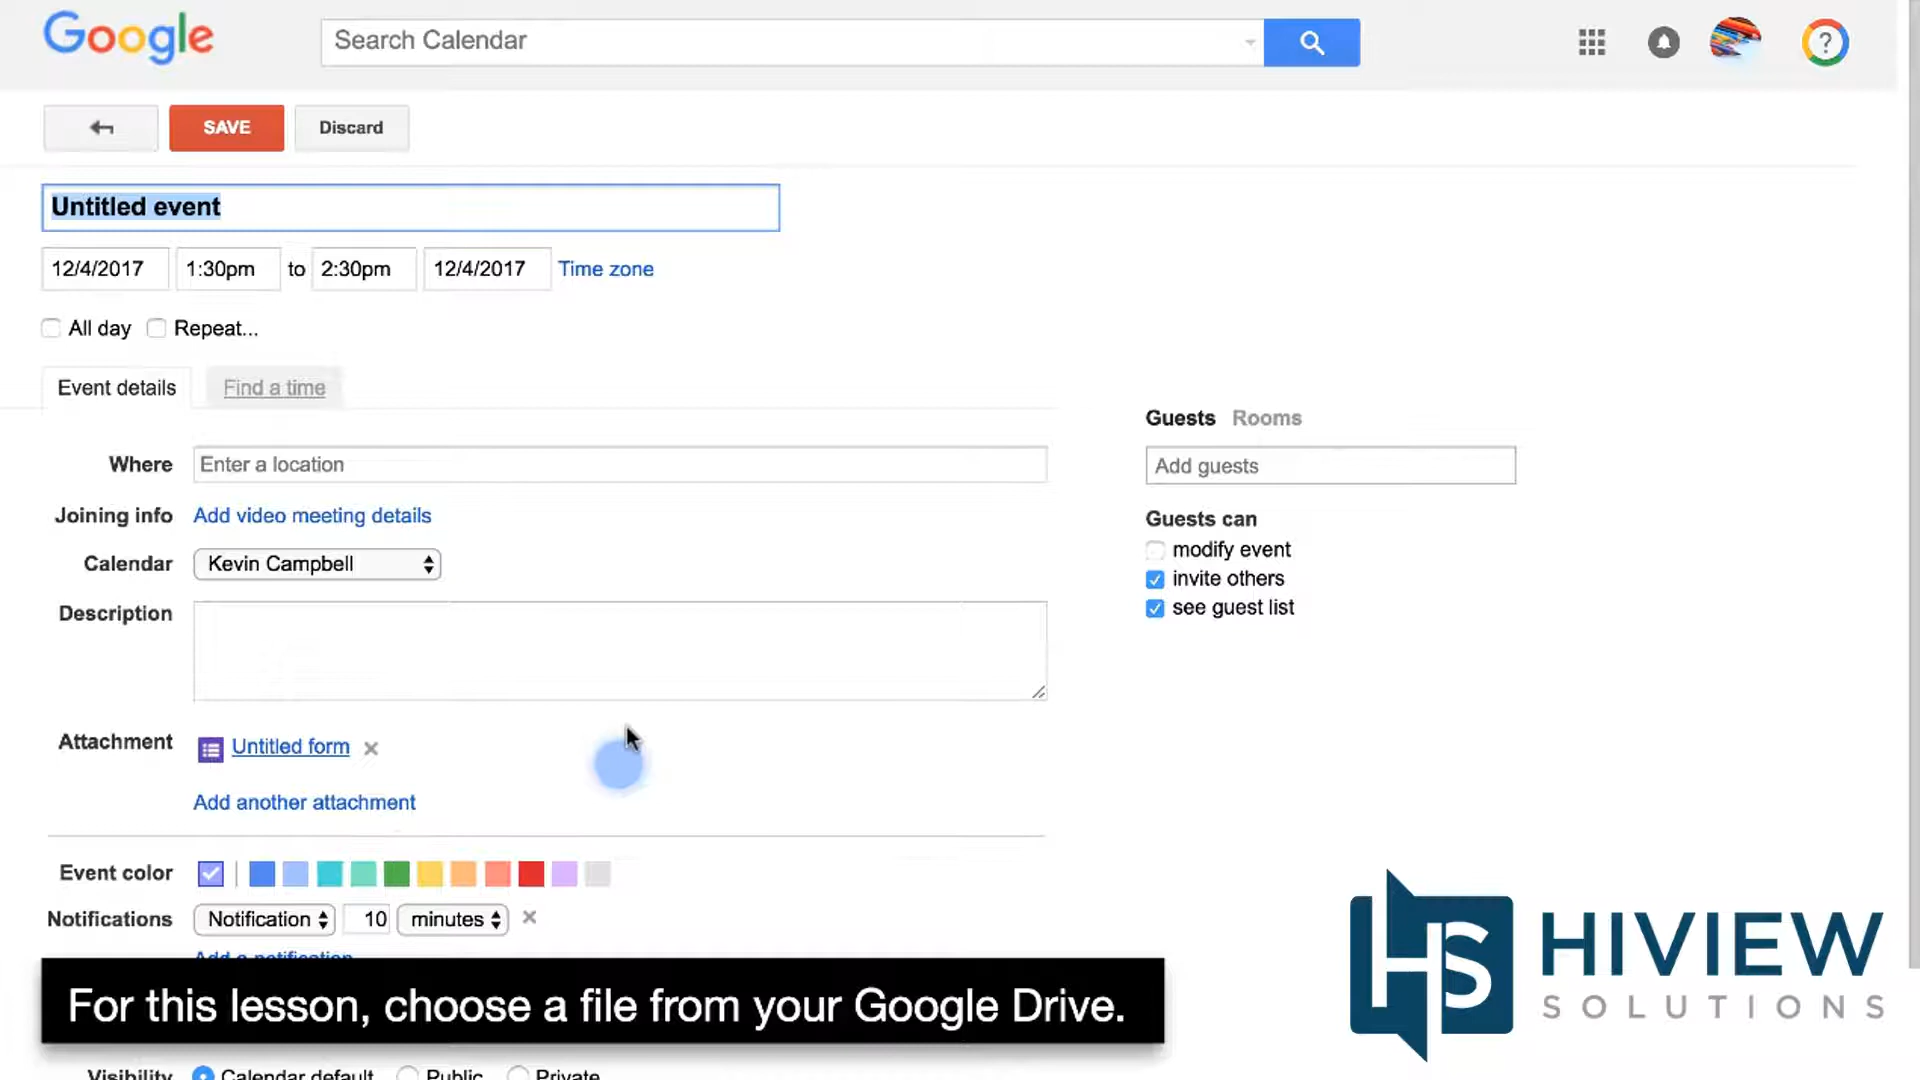 Google
Search Calendar
?
SAVE
Discard
Untitled event
12/4/2017 1:30pm to 2:30pm 12/4/2017 Time zone
All day Repeat...
Event details Find a time
Guests Rooms
Where Enter a location
Add guests
Joining info Add video meeting details
Guests can
modify event
Calendar Kevin Campbell
invite others
Description
see guest list
Attachment Untitled form
Add another attachment
Event color
Notifications Notification 10 minutes
Add a notification
For this lesson, choose a file from your Google Drive.
HS HIVIEW
SOLUTIONS
Visibility Calendar default Public Private